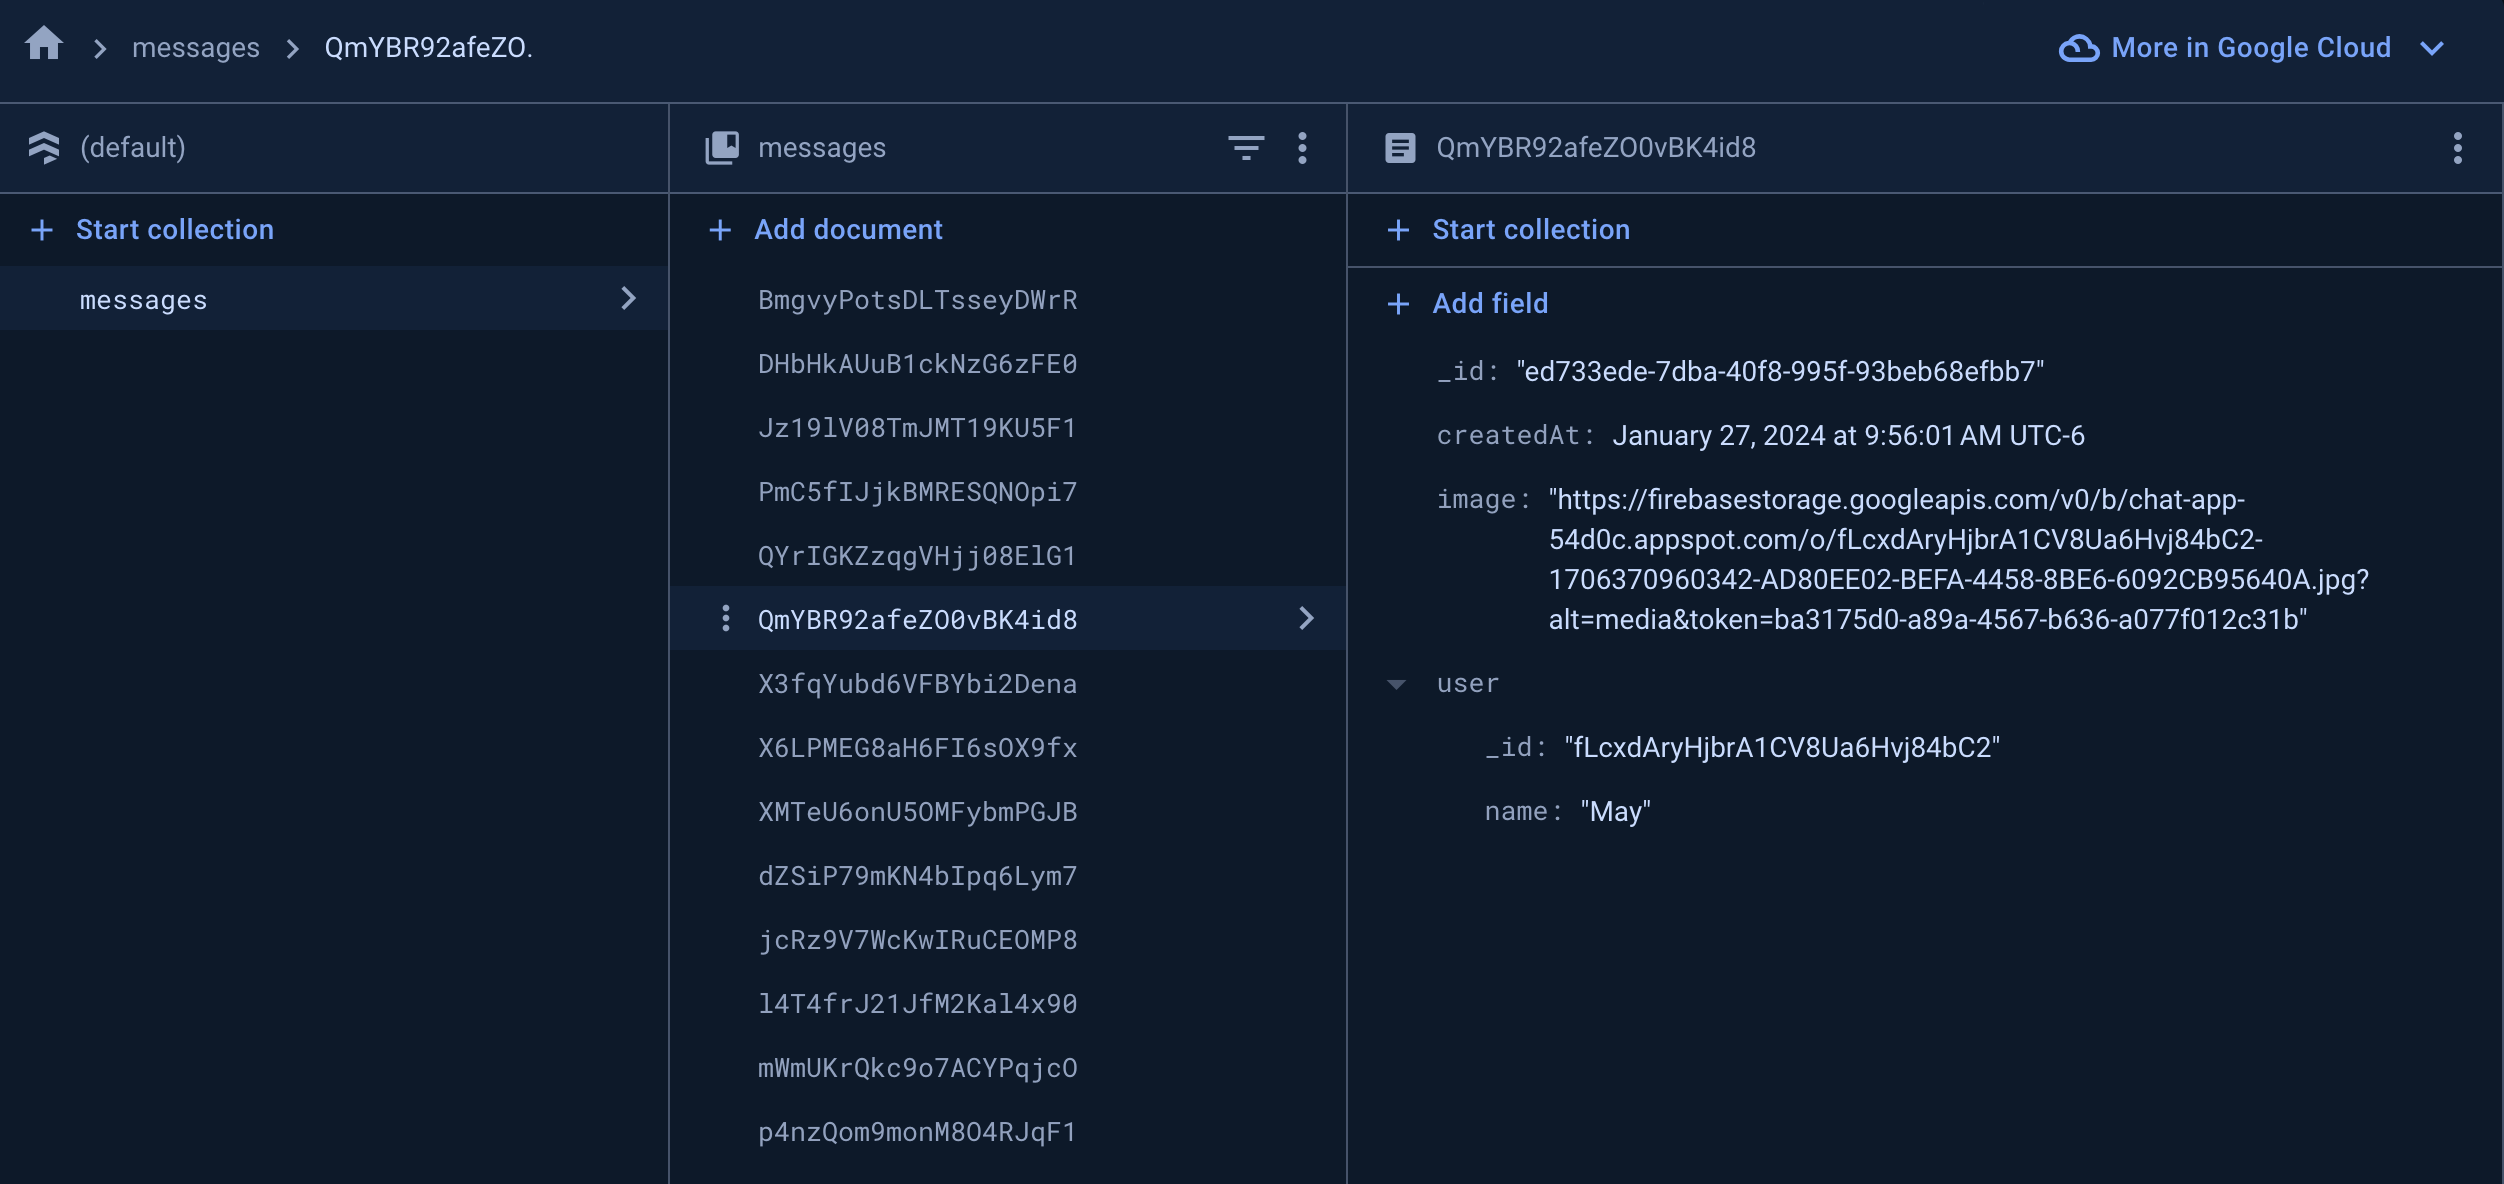 messages
QmYBR92afeZO.
More in Google Cloud
(default)
messages
QmYBR92afeZO0vBK4id8
Start collection
Add document
Start collection
messages
BmgvyPotsDLTsseyDWrR
DHbHkAUuB1ckNzG6zFE0
Jz19lV08TmJMT19KU5F1
PmC5fIJjkBMRESQNOpi7
QYrIGKZzqgVHjj08ElG1
QmYBR92afeZO0vBK4id8
X3fqYubd6VFBYbi2Dena
X6LPMEG8aH6FI6sOX9fx
XMTeU6onU5OMFybmPGJB
dZSiP79mKN4bIpq6Lym7
jcRz9V7WcKwIRuCEOMP8
l4T4frJ21JfM2Kal4x90
mWmUKrQkc9o7ACYPqjcO
p4nzQom9monM8O4RJqF1
Add field
_id: "ed733ede-7dba-40f8-995f-93beb68efbb7"
createdAt: January 27, 2024 at 9:56:01 AM UTC-6
image: "https://firebasestorage.googleapis.com/v0/b/chat-app-
54d0c.appspot.com/o/fLcxdAryHjbrA1CV8Ua6Hvj84bC2-
1706370960342-AD80EE02-BEFA-4458-8BE6-6092CB95640A.jpg?
alt=media&token=ba3175d0-a89a-4567-b636-a077f012c31b"
user
_id: "fLcxdAryHjbrA1CV8Ua6Hvj84bC2"
name: "May"